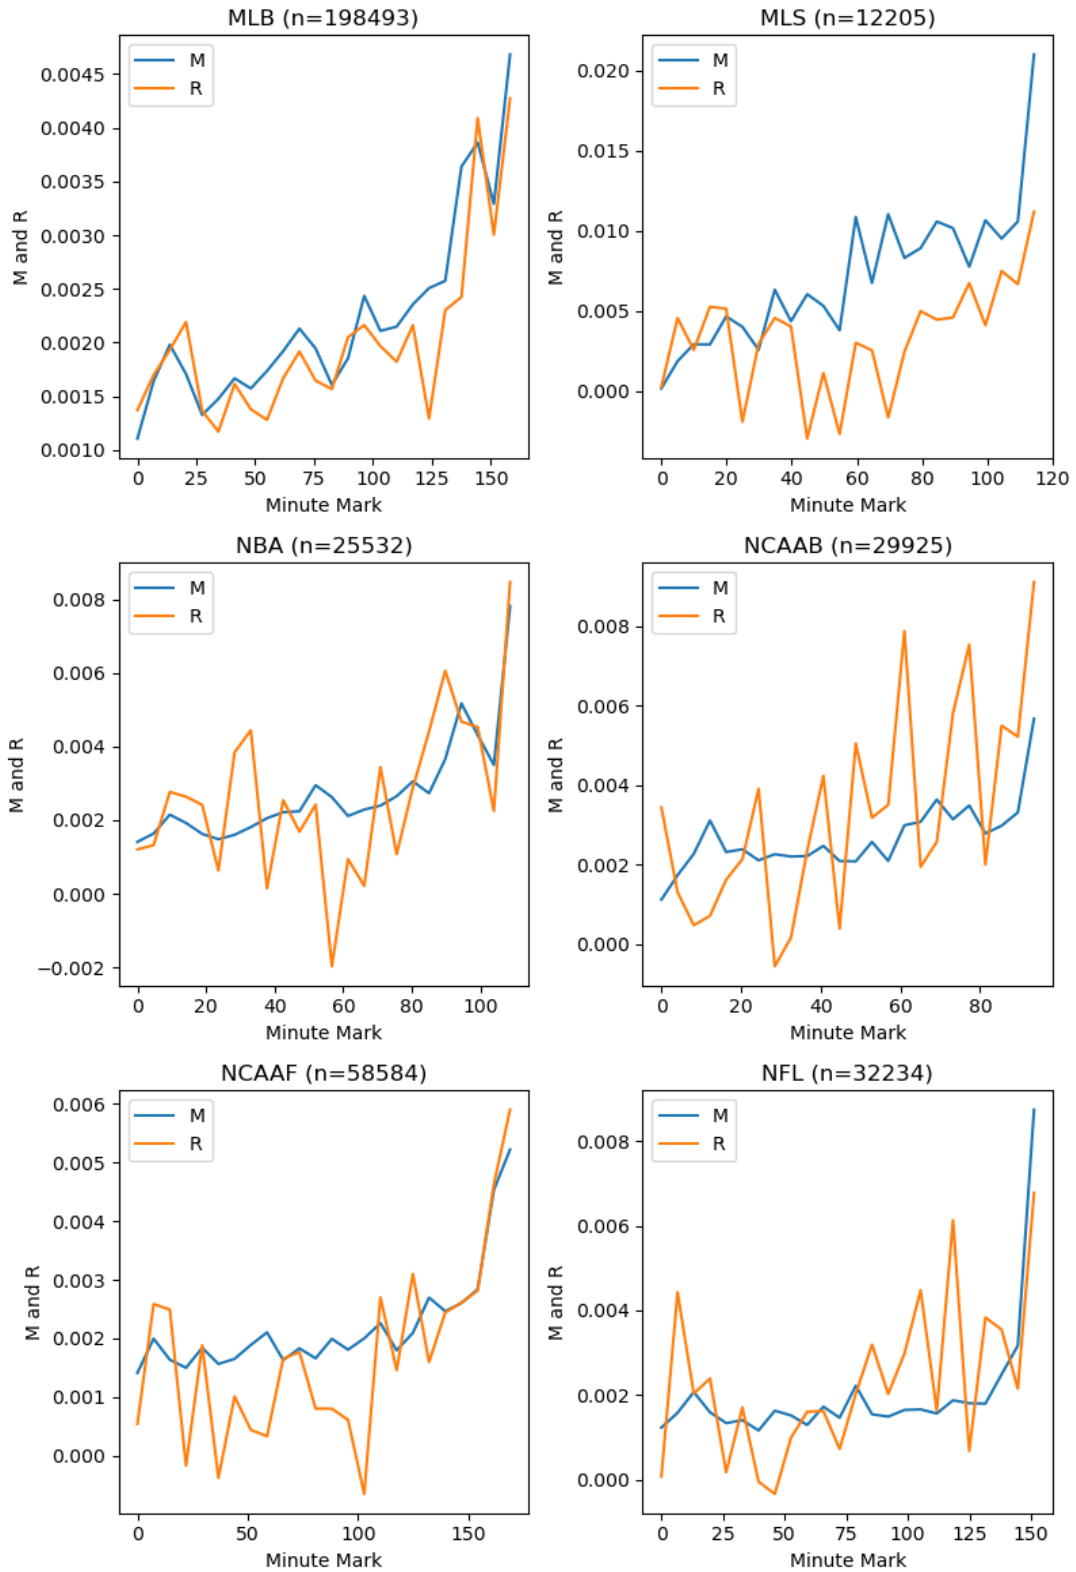 MLB (n=198493)
M
R
0.0045
0.0040
0.0035
0.0030
0.0025
0.0020
0.0015
0.0010
M and R
0
25
50
75
100
125
150
Minute Mark
MLS (n=12205)
M
R
0.020
0.015
0.010
0.005
0.000
M and R
0
20
40
60
80
100
120
Minute Mark
NBA (n=25532)
M
R
0.008
0.006
0.004
0.002
0.000
−0.002
M and R
0
20
40
60
80
100
Minute Mark
NCAAB (n=29925)
M
R
0.008
0.006
0.004
0.002
0.000
M and R
0
20
40
60
80
Minute Mark
NCAAF (n=58584)
M
R
0.006
0.005
0.004
0.003
0.002
0.001
0.000
M and R
0
50
100
150
Minute Mark
NFL (n=32234)
M
R
0.008
0.006
0.004
0.002
0.000
M and R
0
25
50
75
100
125
150
Minute Mark